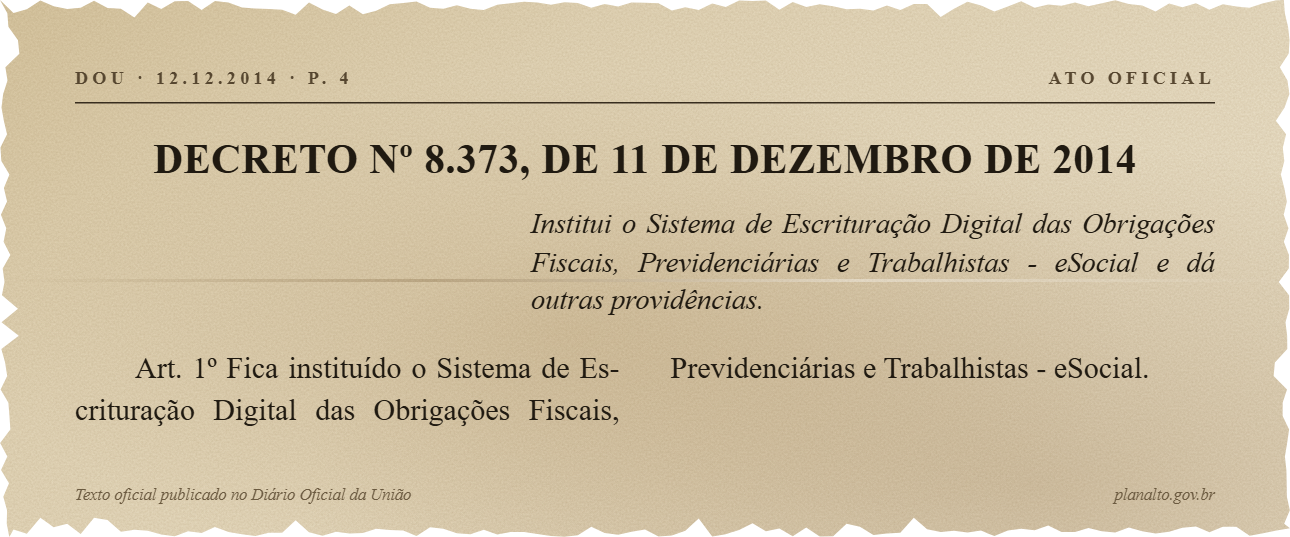 DOU · 12.12.2014 · P. 4
ATO OFICIAL
DECRETO Nº 8.373, DE 11 DE DEZEMBRO DE 2014
Institui o Sistema de Escrituração Digital das Obrigações
Fiscais, Previdenciárias e Trabalhistas - eSocial e dá
outras providências.
Art. 1º Fica instituído o Sistema de Es-
crituração Digital das Obrigações Fiscais,
Previdenciárias e Trabalhistas - eSocial.
Texto oficial publicado no Diário Oficial da União
planalto.gov.br